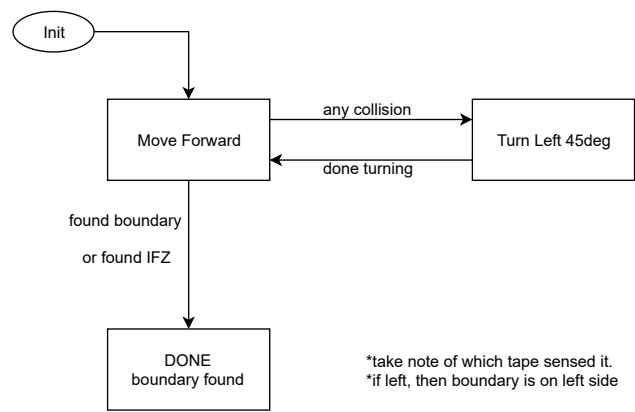 Init
any collision
Move Forward
Turn Left 45deg
done turning
found boundary
or found IFZ
DONE
boundary found
*take note of which tape sensed it.
*if left, then boundary is on left side